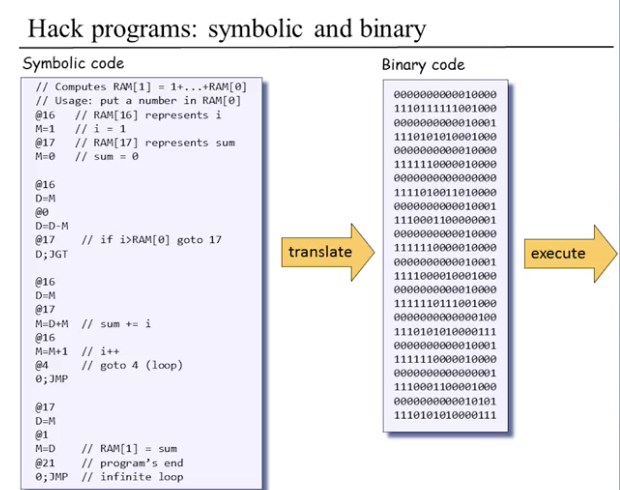 Hack programs: symbolic and binary
Symbolic code
// Computes RAM[1] = 1+...+RAM[0]
// Usage: put a number in RAM[0]
@16 // RAM[16] represents i
M=1 // i = 1
@17 // RAM[17] represents sum
M=0 // sum = 0
@16
D=M
@0
D=D-M
@17 // if i>RAM[0] goto 17
D;JGT
@16
D=M
@17
M=D+M // sum += i
@16
M=M+1 // i++
@4 // goto 4 (loop)
0;JMP
@17
D=M
@1
M=D // RAM[1] = sum
@21 // program's end
0;JMP // infinite loop
translate
Binary code
0000000000010000
1110111111001000
0000000000010001
1110101010001000
0000000000010000
1111110000010000
0000000000000000
1111010011010000
0000000000010001
1110001100000001
0000000000010000
1111110000010000
0000000000010001
1111000010001000
0000000000010000
1111110111001000
0000000000000100
1110101010000111
0000000000010001
1111110000010000
0000000000000001
1110001100001000
0000000000010101
1110101010000111
execute